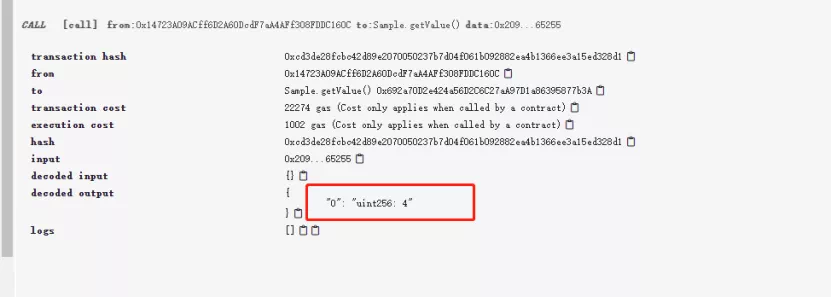 CALL [call] from:0x14723A09ACff6D2A60DcdF7aA4AFf308FDDC160C to:Sample.getValue() data:0x209...65255
transaction hash 0xcd3de28fcbc42d89e2070050237b7d04f061b092882ea4b1366ee3a15ed328d1
from 0x14723A09ACff6D2A60DcdF7aA4AFf308FDDC160C
to Sample.getValue() 0x692a70D2e424a56D2C6C27aA97D1a86395877b3A
transaction cost 22274 gas (Cost only applies when called by a contract)
execution cost 1002 gas (Cost only applies when called by a contract)
hash 0xcd3de28fcbc42d89e2070050237b7d04f061b092882ea4b1366ee3a15ed328d1
input 0x209...65255
decoded input {}
decoded output {
"0": "uint256: 4"
}
logs []